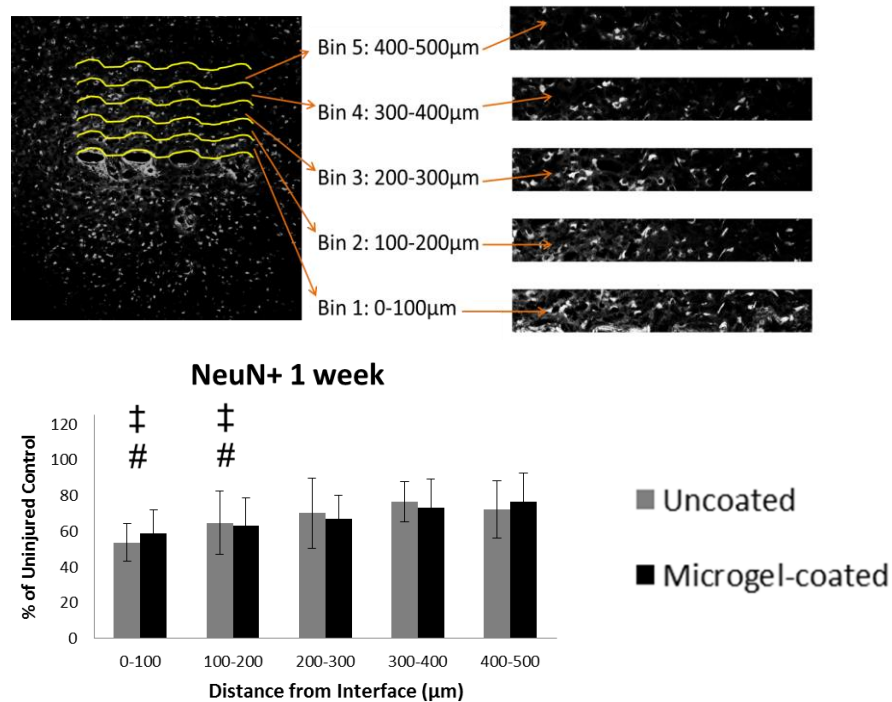 Bin 5: 400-500μm
Bin 4: 300-400μm
Bin 3: 200-300μm
Bin 2: 100-200μm
Bin 1: 0-100μm
NeuN+ 1 week
‡ ‡
# #
120
100
80
60
40
20
0
% of Uninjured Control
0-100 100-200 200-300 300-400 400-500
Distance from Interface (μm)
Uncoated
Microgel-coated